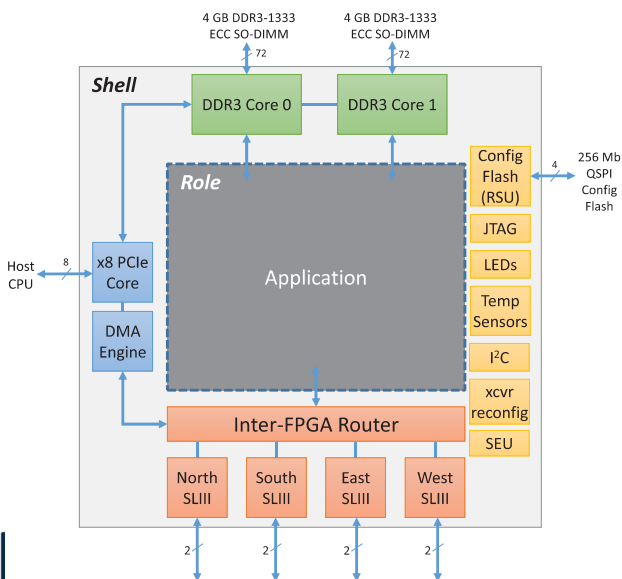 4 GB DDR3-1333
ECC SO-DIMM
4 GB DDR3-1333
ECC SO-DIMM
72
72
Shell
DDR3 Core 0
DDR3 Core 1
Role
Config
Flash
(RSU)
4
256 Mb
QSPI
Config
Flash
JTAG
LEDs
Temp
Sensors
I²C
xcvr
reconfig
SEU
Application
Host
CPU
8
x8 PCIe
Core
DMA
Engine
Inter-FPGA Router
North
SLIII
South
SLIII
East
SLIII
West
SLIII
2
2
2
2